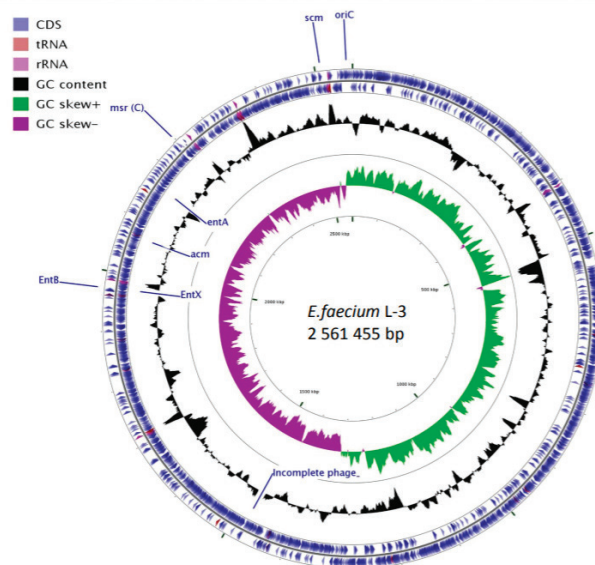 CDS
tRNA
rRNA
GC content
GC skew+
GC skew-
scm
oriC
msr (C)
entA
acm
EntB
EntX
2500 kbp
500 kbp
2000 kbp
E.faecium L-3
2 561 455 bp
1500 kbp
1000 kbp
Incomplete phage_